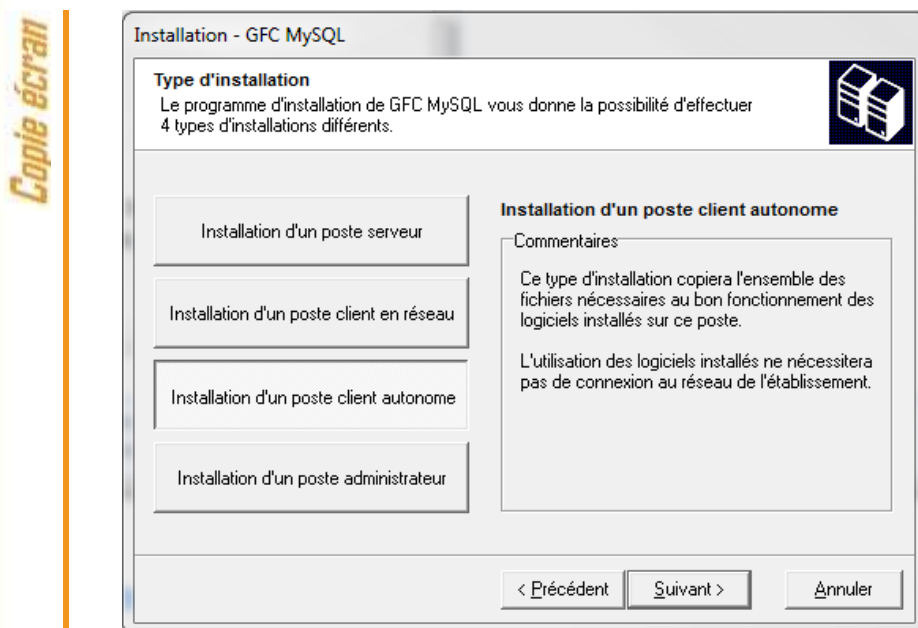 Copie écran
Installation - GFC MySQL
Type d'installation
Le programme d'installation de GFC MySQL vous donne la possibilité d'effectuer
4 types d'installations différents.
Installation d'un poste serveur
Installation d'un poste client en réseau
Installation d'un poste client autonome
Installation d'un poste administrateur
Installation d'un poste client autonome
Commentaires
Ce type d'installation copiera l'ensemble des
fichiers nécessaires au bon fonctionnement des
logiciels installés sur ce poste.
L'utilisation des logiciels installés ne nécessitera
pas de connexion au réseau de l'établissement.
< Précédent
Suivant >
Annuler